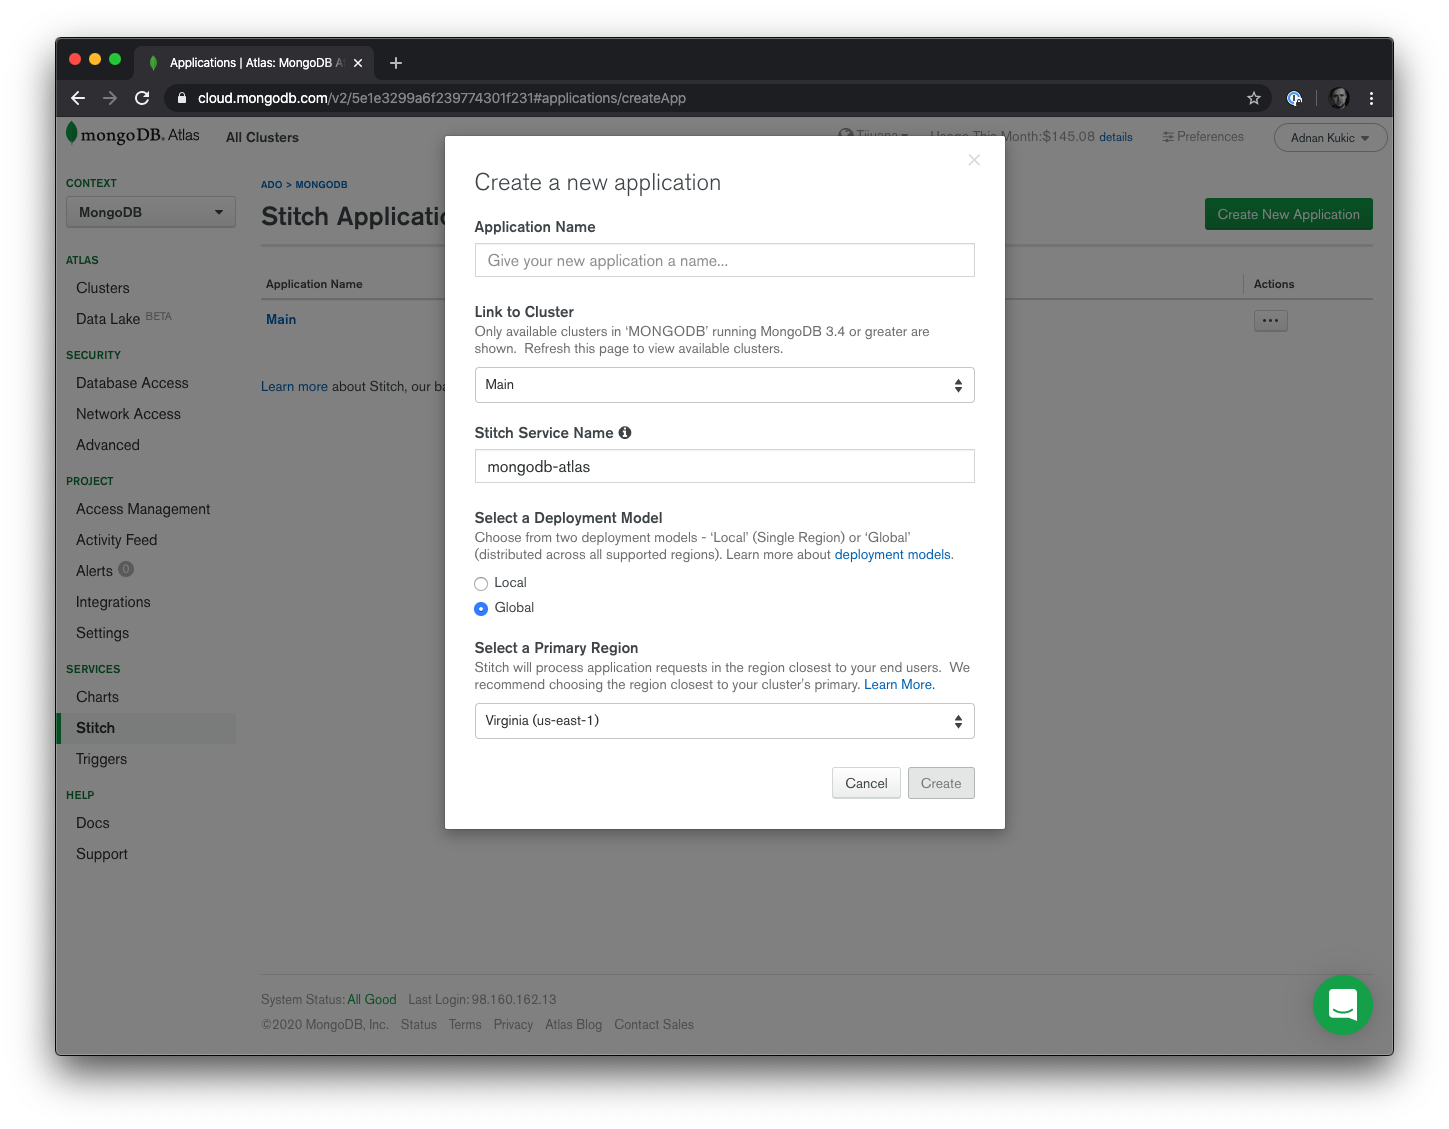 Applications | Atlas: MongoDB A
cloud.mongodb.com/v2/5e1e3299a6f239774301f231#applications/createApp
mongoDB. Atlas
All Clusters
Usage This Month:$145.08 details
Preferences
Adnan Kukic
CONTEXT
MongoDB
ATLAS
Clusters
Data Lake BETA
SECURITY
Database Access
Network Access
Advanced
PROJECT
Access Management
Activity Feed
Alerts 0
Integrations
Settings
SERVICES
Charts
Stitch
Triggers
HELP
Docs
Support
ADO > MONGODB
Stitch Applicatio
Create New Application
Application Name
Actions
Main
Learn more about Stitch, our ba
Create a new application
Application Name
Give your new application a name...
Link to Cluster
Only available clusters in ‘MONGODB’ running MongoDB 3.4 or greater are
shown. Refresh this page to view available clusters.
Main
Stitch Service Name
mongodb-atlas
Select a Deployment Model
Choose from two deployment models - ‘Local’ (Single Region) or ‘Global’
(distributed across all supported regions). Learn more about deployment models.
Local
Global
Select a Primary Region
Stitch will process application requests in the region closest to your end users. We
recommend choosing the region closest to your cluster's primary. Learn More.
Virginia (us-east-1)
Cancel
Create
System Status: All Good Last Login: 98.160.162.13
©2020 MongoDB, Inc. Status Terms Privacy Atlas Blog Contact Sales